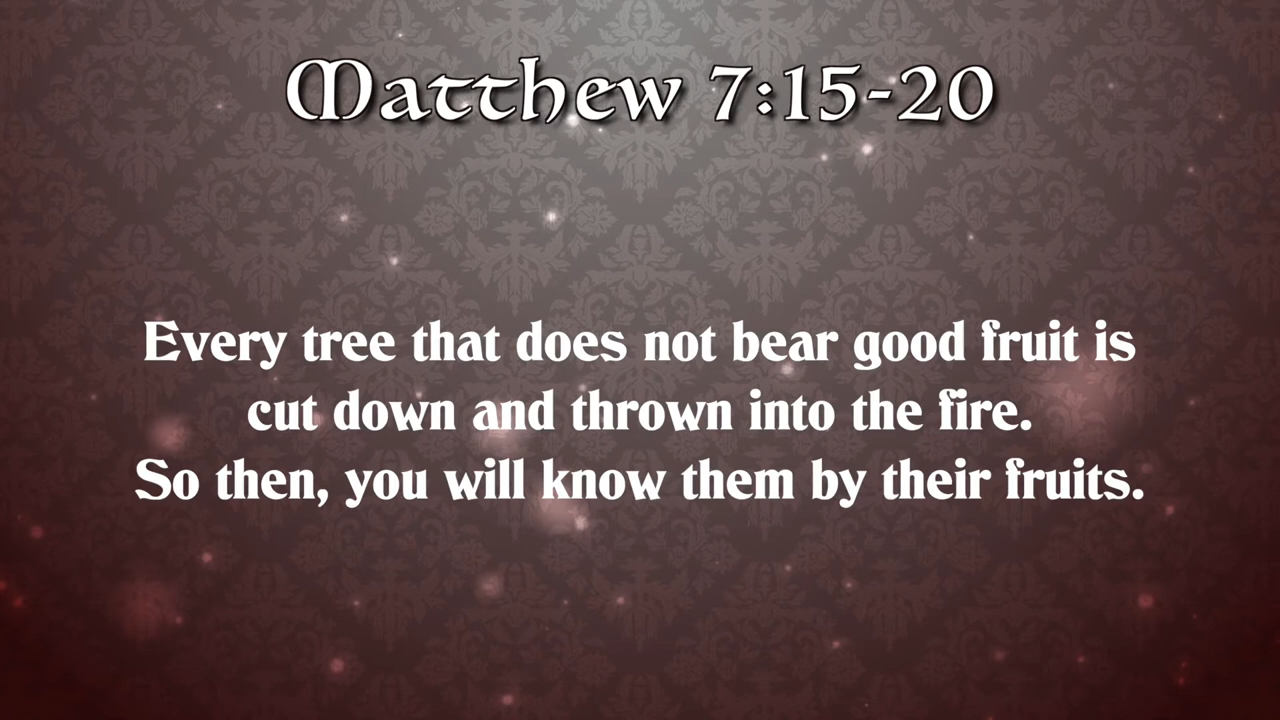 Matthew 7:15-20
Every tree that does not bear good fruit is
cut down and thrown into the fire.
So then, you will know them by their fruits.